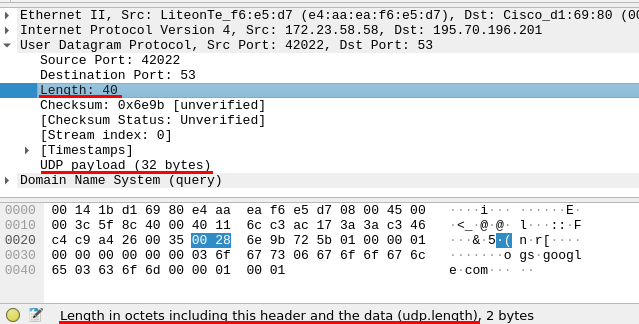 Ethernet II, Src: LiteonTe_f6:e5:d7 (e4:aa:ea:f6:e5:d7), Dst: Cisco_d1:69:80 (00
Internet Protocol Version 4, Src: 172.23.58.58, Dst: 195.70.196.201
User Datagram Protocol, Src Port: 42022, Dst Port: 53
Source Port: 42022
Destination Port: 53
Length: 40
Checksum: 0x6e9b [unverified]
[Checksum Status: Unverified]
[Stream index: 0]
[Timestamps]
UDP payload (32 bytes)
Domain Name System (query)
0000 00 14 1b d1 69 80 e4 aa ea f6 e5 d7 08 00 45 00 ····i··· ······E·
0010 00 3c 5f 8c 40 00 40 11 6c c3 ac 17 3a 3a c3 46 ·<_·@·@· l···::·F
0020 c4 c9 a4 26 00 35 00 28 6e 9b 72 5b 01 00 00 01 ···&·5·( n·r[····
0030 00 00 00 00 00 00 03 6f 67 73 06 67 6f 6f 67 6c ·······o gs·googl
0040 65 03 63 6f 6d 00 00 01 00 01 e·com··· ··
Length in octets including this header and the data (udp.length), 2 bytes